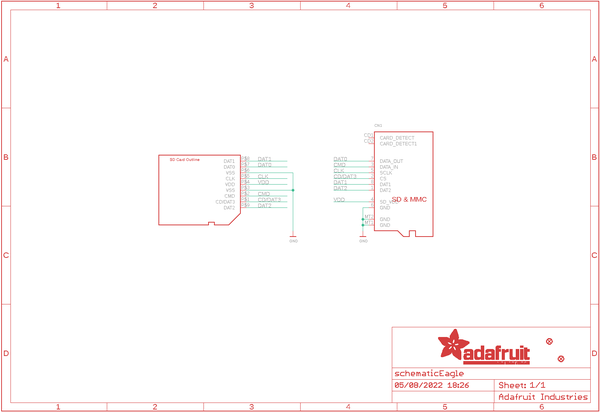 1 2 3 4 5 6
A A
B B
C C
D D
SD Card Outline
DAT1 DAT1
DAT0 DAT0
VSS
CLK CLK
VDD VDD
VSS
CMD CMD
CD/DAT3 CD/DAT3
DAT2 DAT2
GND
CARD_DETECT
CARD_DETECT1
DAT0 DATA_OUT
CMD DATA_IN
CLK SCLK
CD/DAT3 CS
DAT1 DAT1
DAT2 DAT2
SD & MMC
VDD
GND
MT1 GND
GND
GND
adafruit
schematicEagle
05/08/2022 18:26 Sheet: 1/1
Adafruit Industries
1 2 3 4 5 6